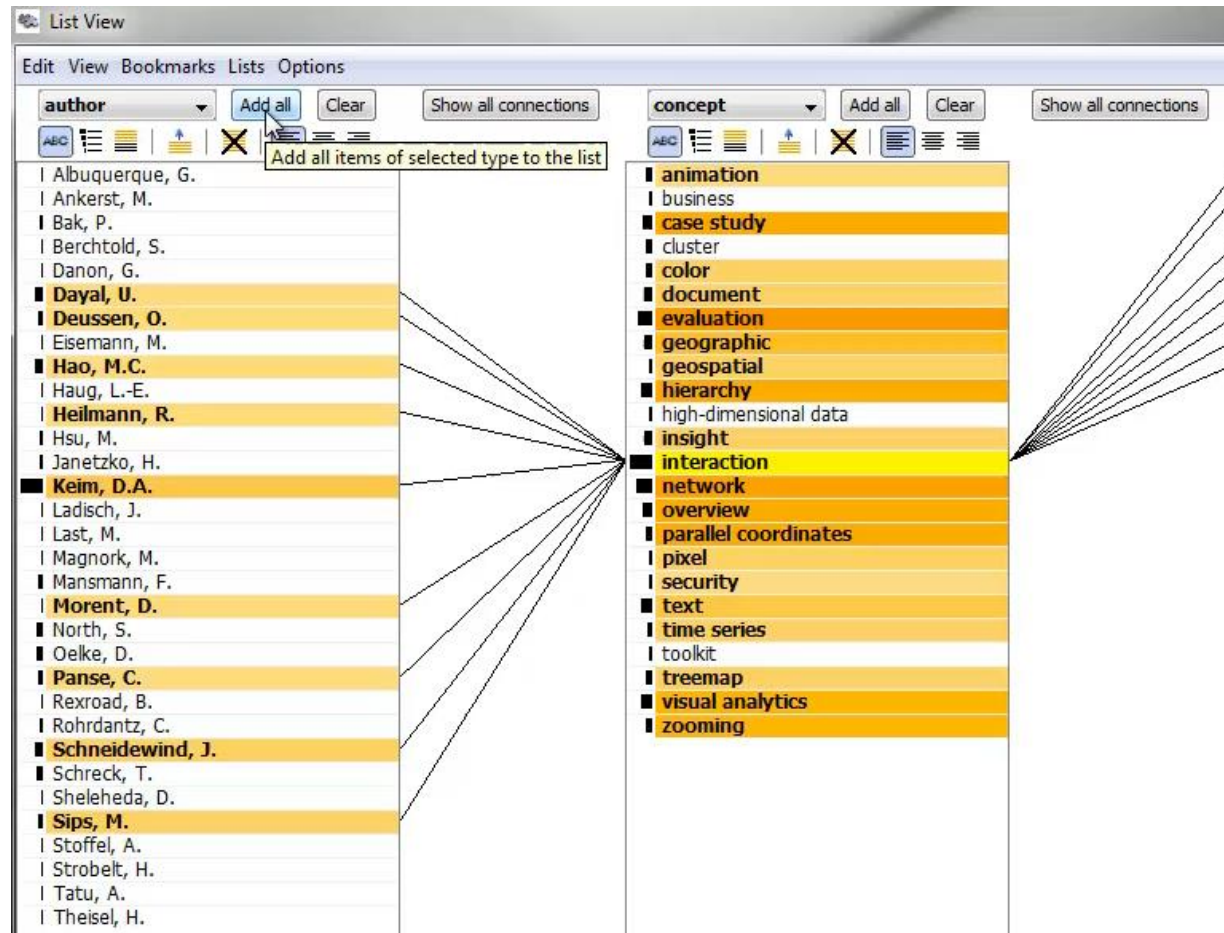 List View
Edit View Bookmarks Lists Options
author Add all Clear Show all connections concept Add all Clear Show all connections
ABC ABC
Add all items of selected type to the list
Albuquerque, G. animation
Ankerst, M. business
Bak, P. case study
Berchtold, S. cluster
Danon, G. color
Dayal, U. document
Deussen, O. evaluation
Eisemann, M. geographic
Hao, M.C. geospatial
Haug, L.-E. hierarchy
Heilmann, R. high-dimensional data
Hsu, M. insight
Janetzko, H. interaction
Keim, D.A. network
Ladisch, J. overview
Last, M. parallel coordinates
Magnork, M. pixel
Mansmann, F. security
Morent, D. text
North, S. time series
Oelke, D. toolkit
Panse, C. treemap
Rexroad, B. visual analytics
Rohrdantz, C. zooming
Schneidewind, J.
Schreck, T.
Sheleheda, D.
Sips, M.
Stoffel, A.
Strobelt, H.
Tatu, A.
Theisel, H.